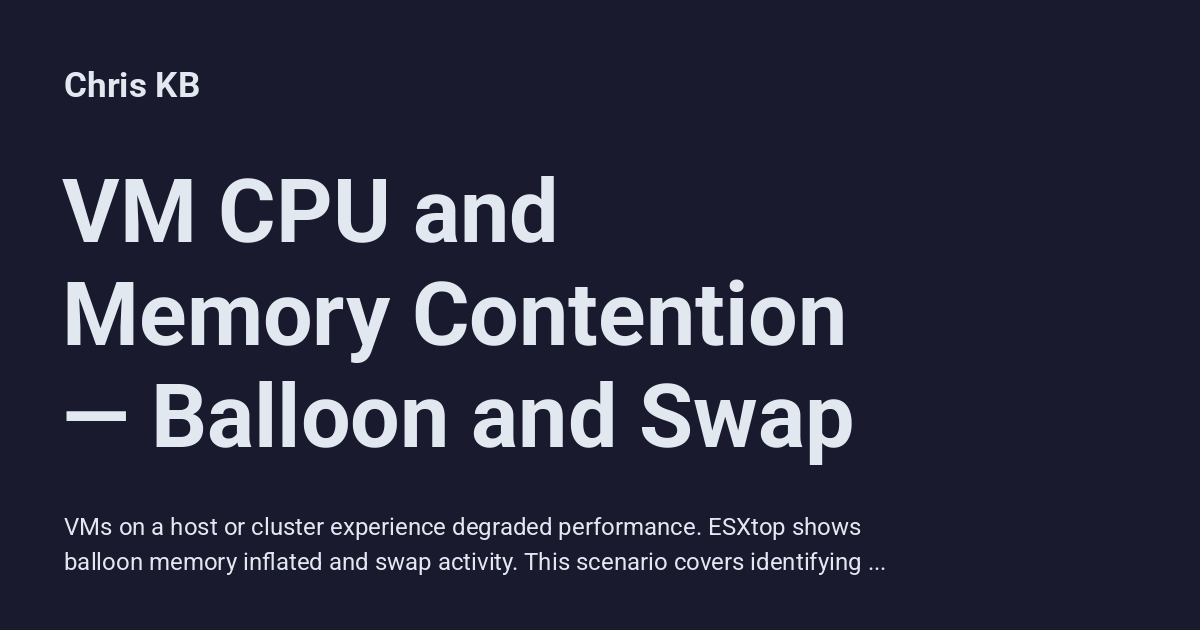 Chris KB
VM CPU and
Memory Contention
— Balloon and Swap
VMs on a host or cluster experience degraded performance. ESXtop shows
balloon memory inflated and swap activity. This scenario covers identifying ...